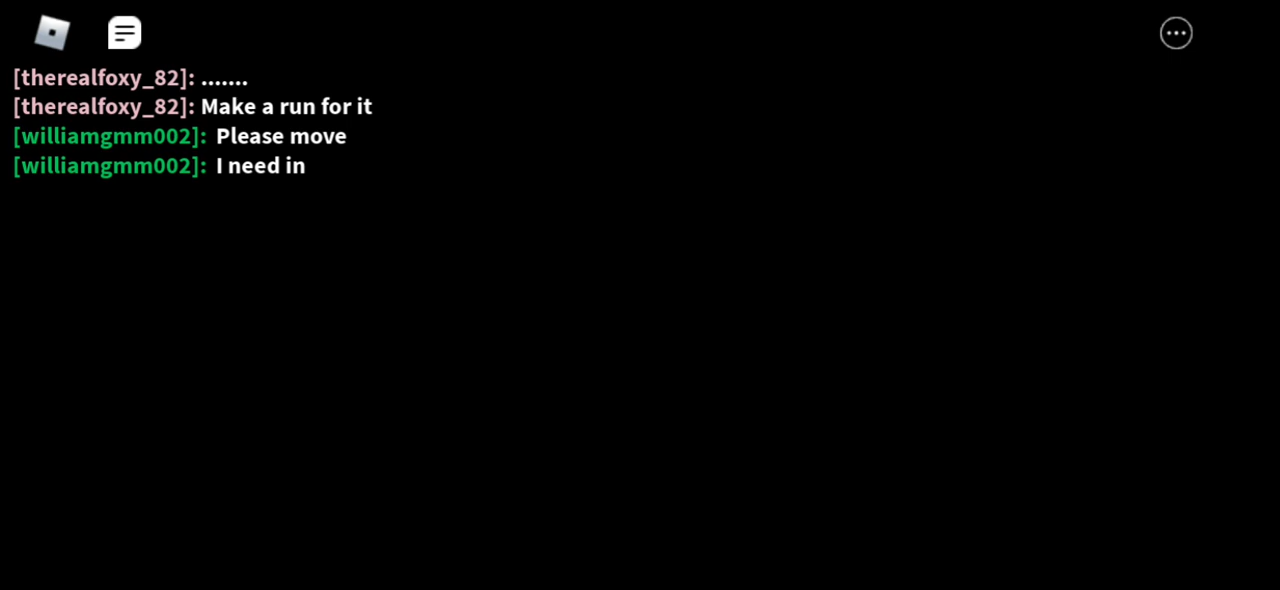 [therealfoxy_82]: .......
[therealfoxy_82]: Make a run for it
[williamgmm002]: Please move
[williamgmm002]: I need in